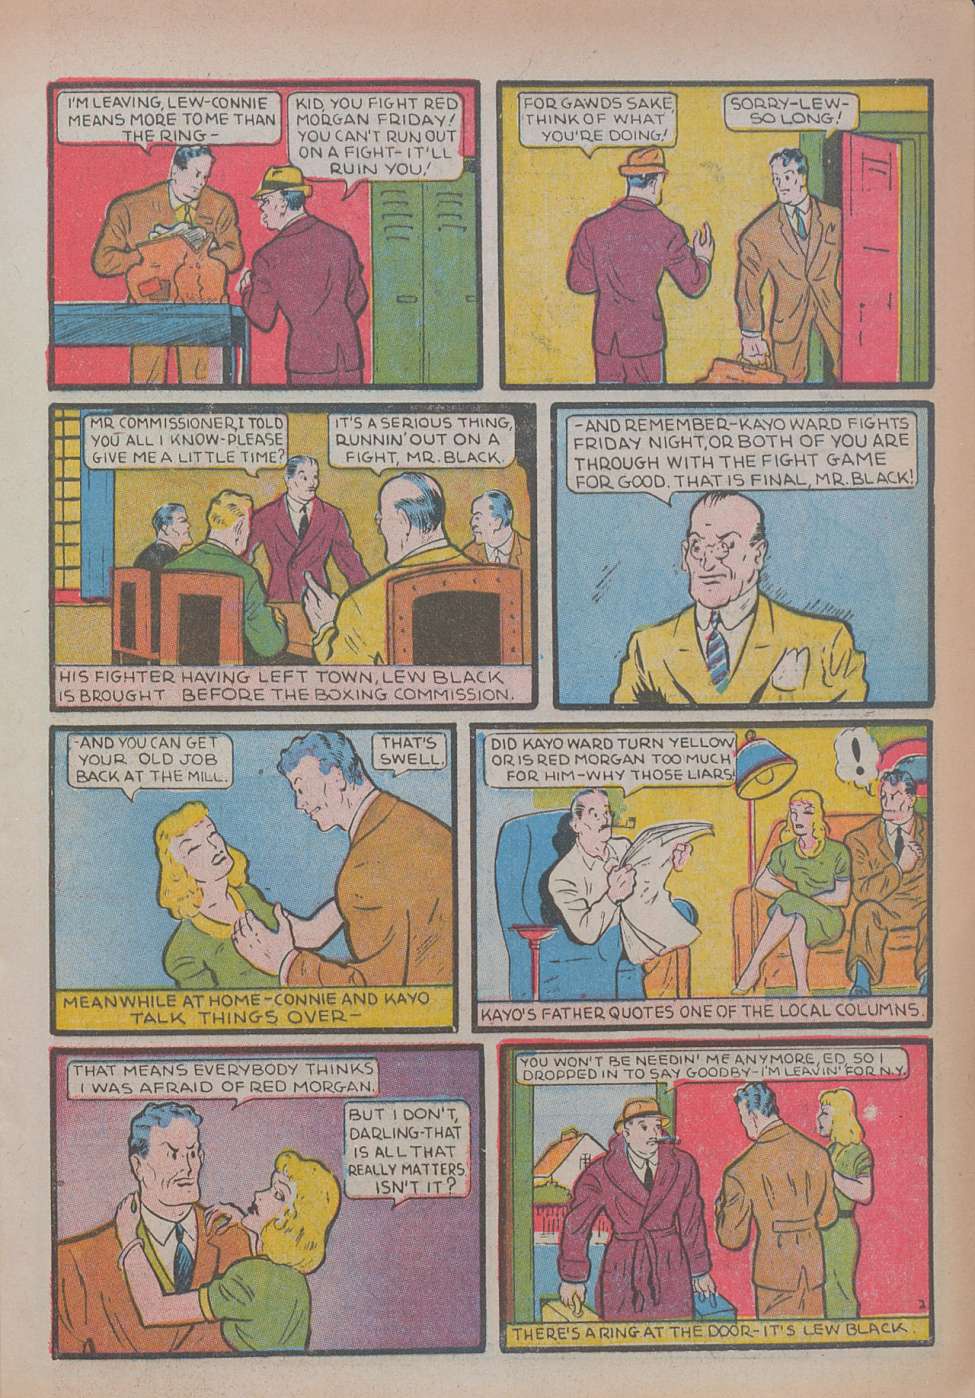 I'M LEAVING, LEW-CONNIE
MEANS MORE TO ME THAN
THE RING-
KID, YOU FIGHT RED
MORGAN FRIDAY!
YOU CAN'T RUN OUT
ON A FIGHT-IT'LL
RUIN YOU!
FOR GAWDS SAKE
THINK OF WHAT
YOU'RE DOING!
SORRY-LEW-
SO LONG!
MR COMMISSIONER, I TOLD
YOU ALL I KNOW-PLEASE
GIVE ME A LITTLE TIME?
IT'S A SERIOUS THING,
RUNNIN' OUT ON A
FIGHT, MR. BLACK.
HIS FIGHTER HAVING LEFT TOWN, LEW BLACK
IS BROUGHT BEFORE THE BOXING COMMISSION.
-AND REMEMBER-KAYO WARD FIGHTS
FRIDAY NIGHT, OR BOTH OF YOU ARE
THROUGH WITH THE FIGHT GAME
FOR GOOD. THAT IS FINAL, MR. BLACK!
-AND YOU CAN GET
YOUR OLD JOB
BACK AT THE MILL.
THAT'S
SWELL.
MEANWHILE AT HOME-CONNIE AND KAYO
TALK THINGS OVER-
DID KAYO WARD TURN YELLOW
OR IS RED MORGAN TOO MUCH
FOR HIM-WHY THOSE LIARS!
!
KAYO'S FATHER QUOTES ONE OF THE LOCAL COLUMNS.
THAT MEANS EVERYBODY THINKS
I WAS AFRAID OF RED MORGAN.
BUT I DON'T,
DARLING-THAT
IS ALL THAT
REALLY MATTERS,
ISN'T IT?
YOU WON'T BE NEEDIN' ME ANYMORE, ED, SO I
DROPPED IN TO SAY GOODBY-I'M LEAVIN' FOR N.Y.
2
THERE'S A RING AT THE DOOR-IT'S LEW BLACK.